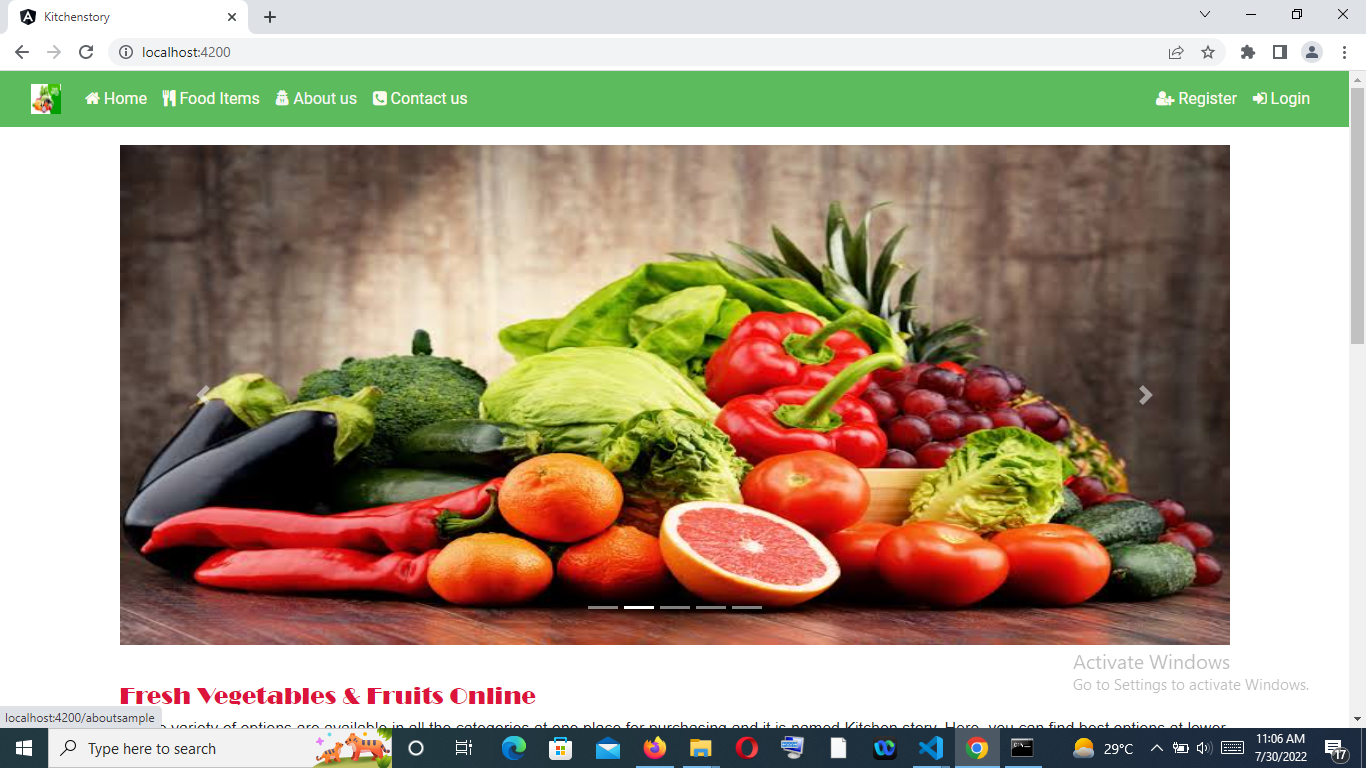 Kitchenstory
localhost:4200
Home Food Items About us Contact us Register Login
Fresh Vegetables & Fruits Online
variety of options are available in all the categories at one place for purchasing and it is named Kitchen story. Here, you can find best options at lower
Activate Windows
Go to Settings to activate Windows.
localhost:4200/aboutsample
Type here to search
29°C
11:06 AM
7/30/2022
17